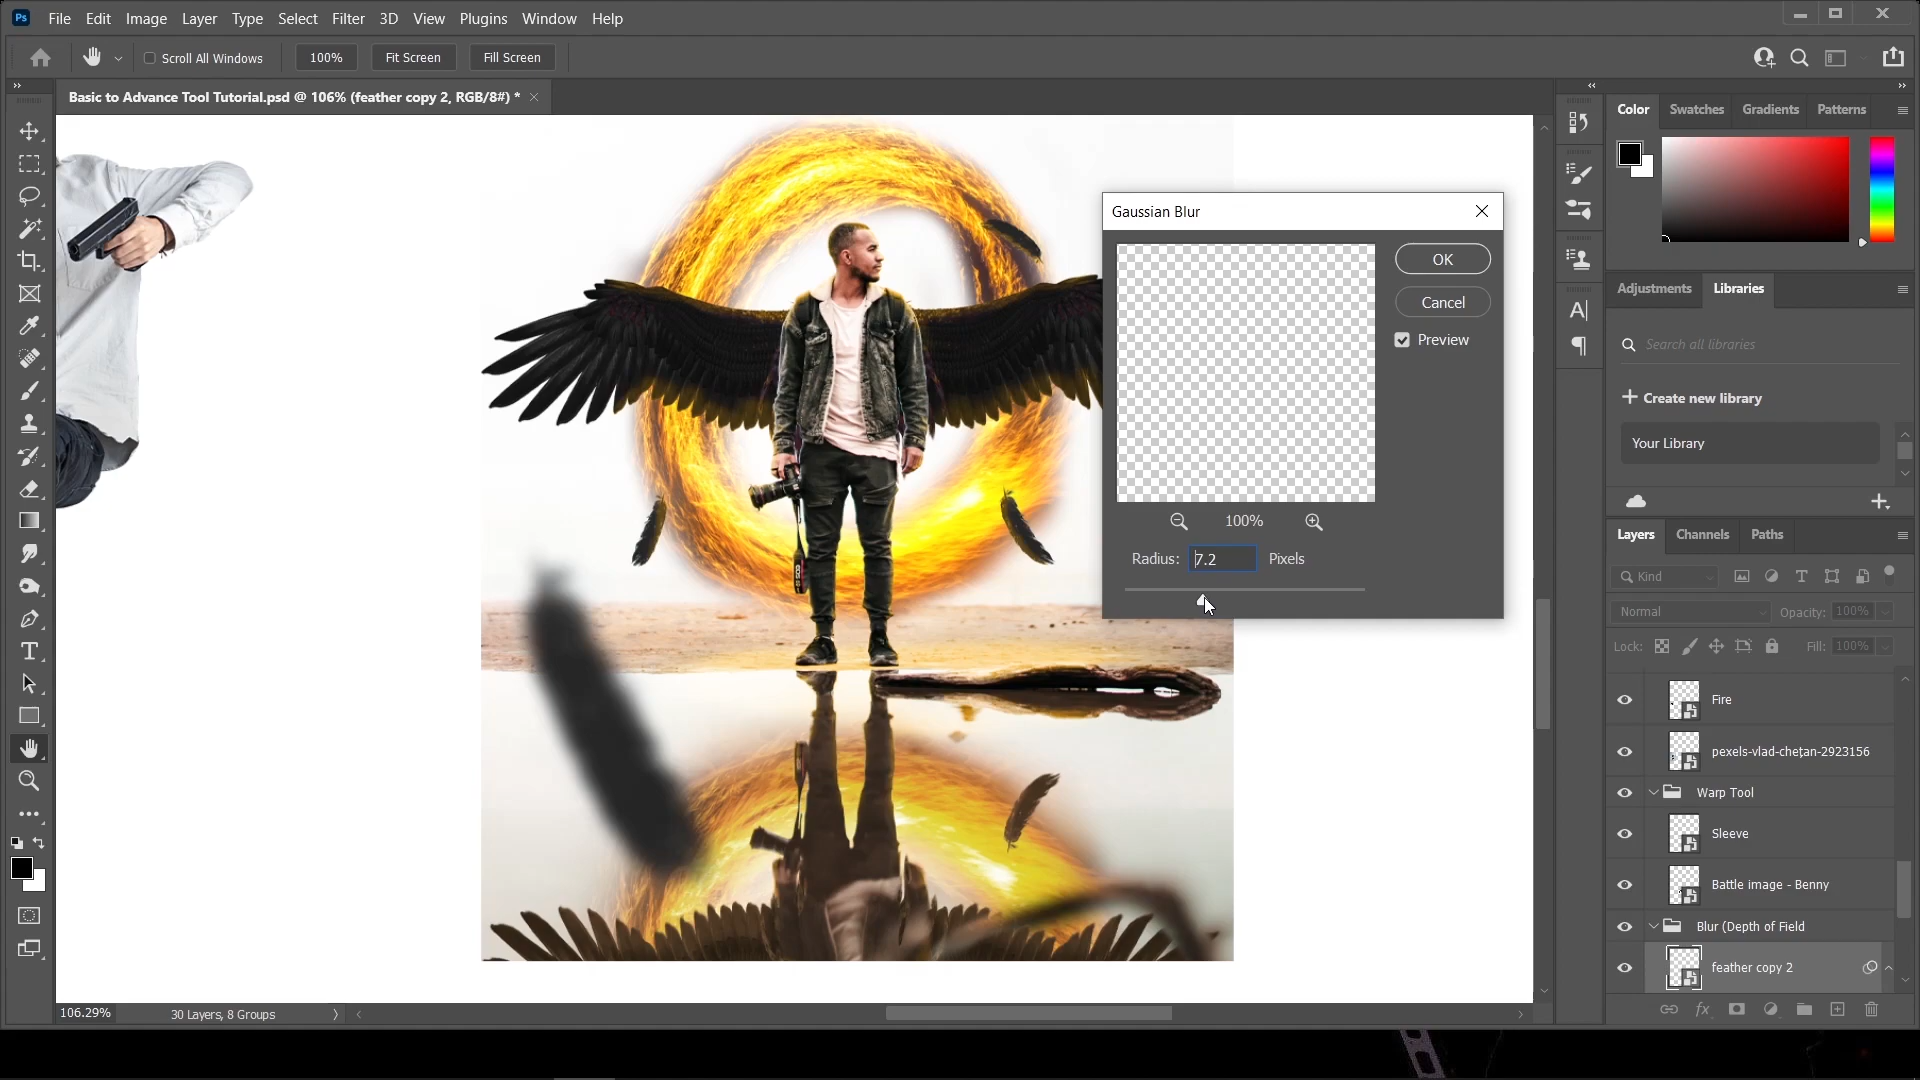 Ps File Edit Image Layer Type Select Filter 3D View Plugins Window Help
Scroll All Windows 100% Fit Screen Fill Screen
Basic to Advance Tool Tutorial.psd @ 106% (feather copy 2, RGB/8#) *
Color Swatches Gradients Patterns
Gaussian Blur
OK
Cancel
Preview
100%
Radius: 7.2 Pixels
Adjustments Libraries
Search all libraries
Create new library
Your Library
Layers Channels Paths
Kind
Normal Opacity: 100%
Lock: Fill: 100%
Fire
pexels-vlad-chețan-2923156
Warp Tool
Sleeve
Battle image - Benny
Blur (Depth of Field
feather copy 2
fx
106.29% 30 Layers, 8 Groups